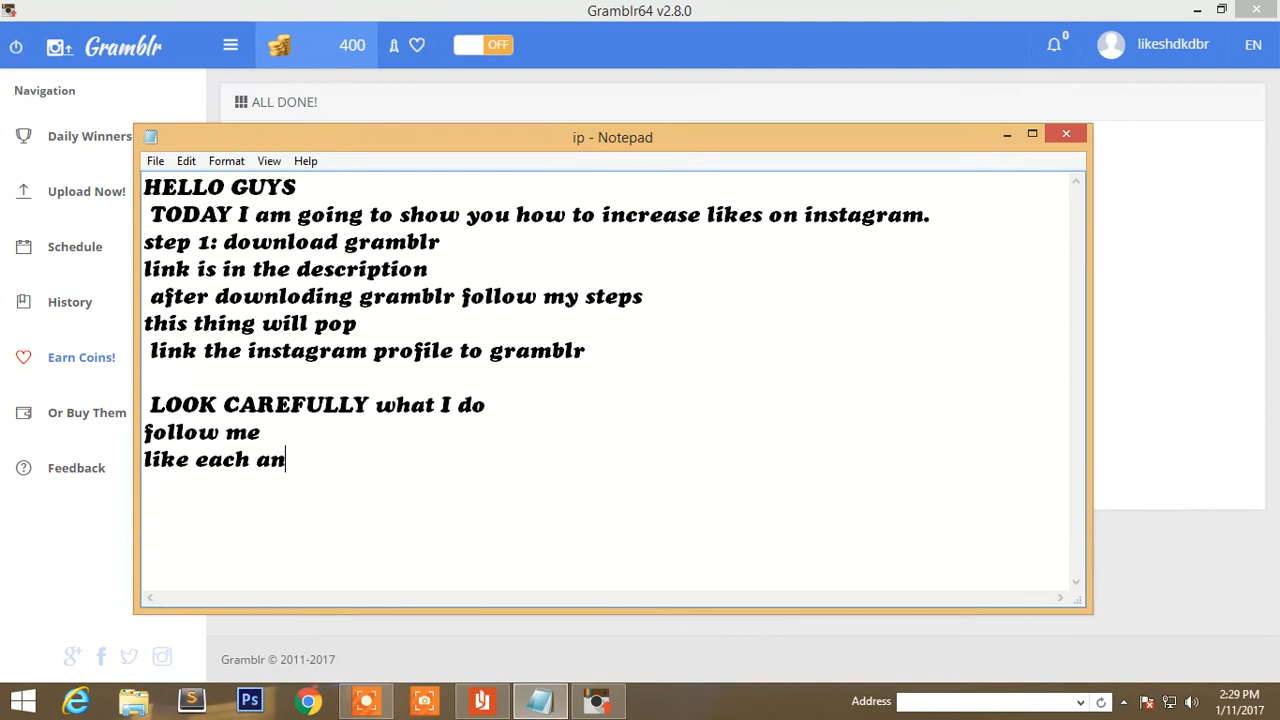 Gramblr64 v2.8.0
Gramblr
400
OFF
0
likeshdkdbr
EN
Navigation
ALL DONE!
Daily Winners
Upload Now!
Schedule
History
Earn Coins!
Or Buy Them
Feedback
ip - Notepad
File Edit Format View Help
HELLO GUYS
TODAY I am going to show you how to increase likes on instagram.
step 1: download gramblr
link is in the description
after downloding gramblr follow my steps
this thing will pop
link the instagram profile to gramblr
LOOK CAREFULLY what I do
follow me
like each an
Gramblr © 2011-2017
Ps
Address
2:29 PM
1/11/2017